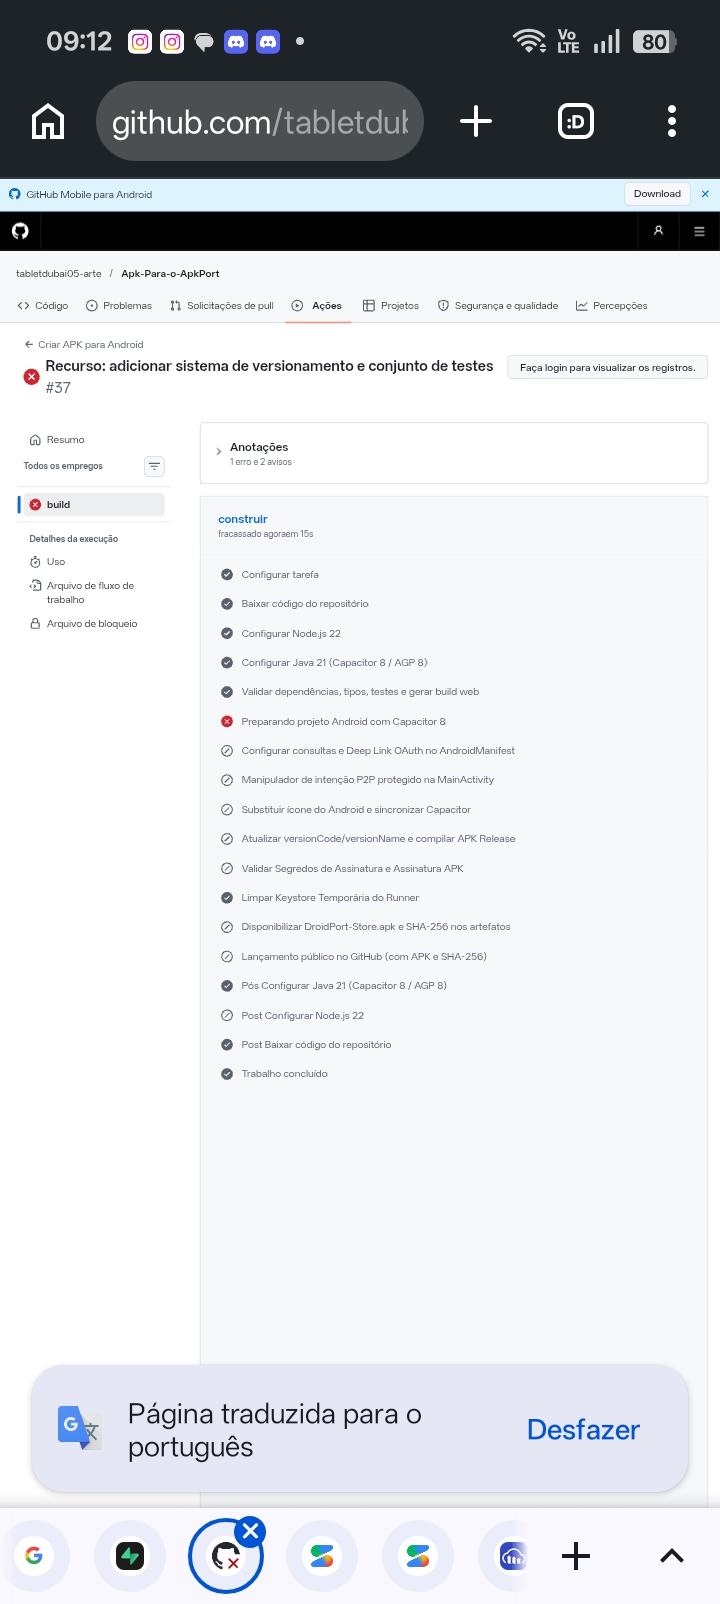 09:12
Vo
LTE
80
github.com/tabletdub
:D
GitHub Mobile para Android
Download
tabletdubai05-arte / Apk-Para-o-ApkPort
Código
Problemas
Solicitações de pull
Ações
Projetos
Segurança e qualidade
Percepções
Criar APK para Android
Recurso: adicionar sistema de versionamento e conjunto de testes
#37
Faça login para visualizar os registros.
Resumo
Todos os empregos
build
Detalhes da execução
Uso
Arquivo de fluxo de
trabalho
Arquivo de bloqueio
Anotações
1 erro e 2 avisos
construir
fracassado agoraem 15s
Configurar tarefa
Baixar código do repositório
Configurar Node.js 22
Configurar Java 21 (Capacitor 8 / AGP 8)
Validar dependências, tipos, testes e gerar build web
Preparando projeto Android com Capacitor 8
Configurar consultas e Deep Link OAuth no AndroidManifest
Manipulador de intenção P2P protegido na MainActivity
Substituir ícone do Android e sincronizar Capacitor
Atualizar versionCode/versionName e compilar APK Release
Validar Segredos de Assinatura e Assinatura APK
Limpar Keystore Temporária do Runner
Disponibilizar DroidPort-Store.apk e SHA-256 nos artefatos
Lançamento público no GitHub (com APK e SHA-256)
Pós Configurar Java 21 (Capacitor 8 / AGP 8)
Post Configurar Node.js 22
Post Baixar código do repositório
Trabalho concluído
Página traduzida para o
português
Desfazer